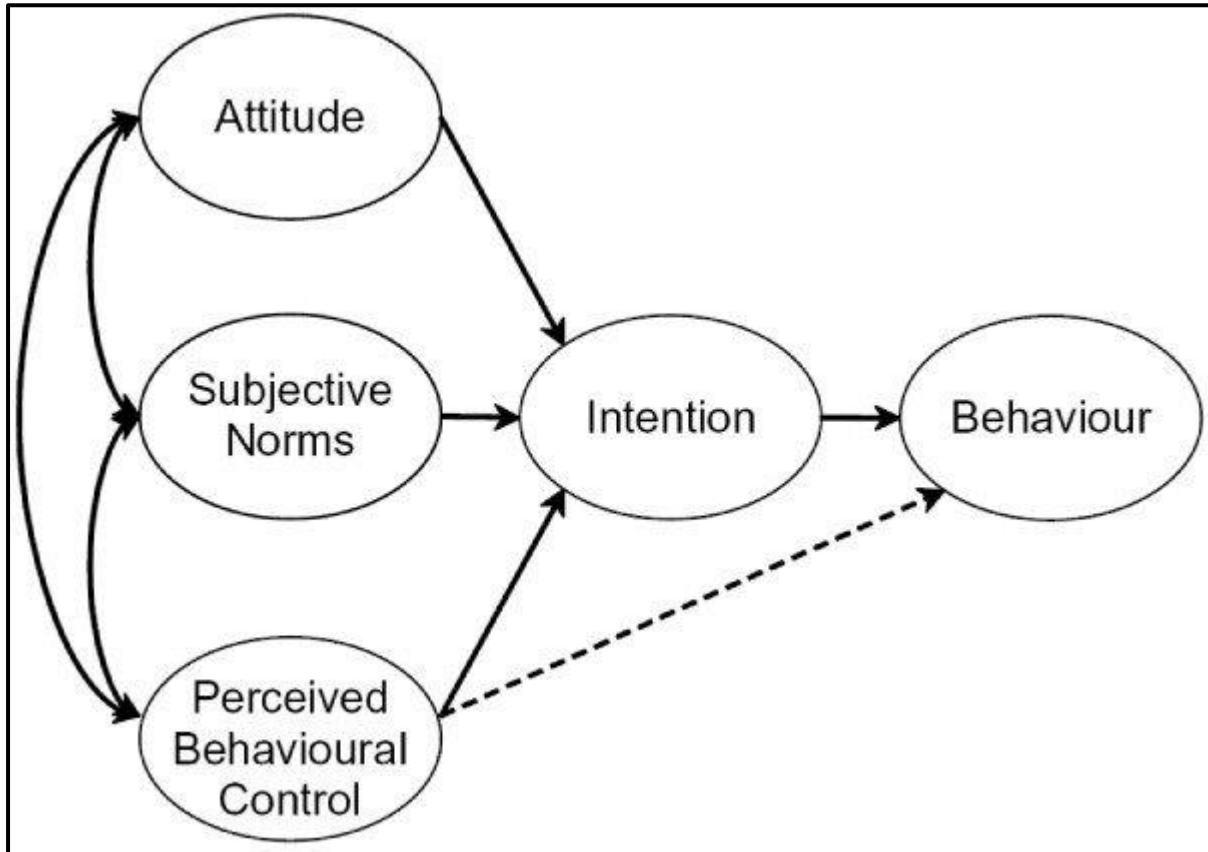 Attitude
Subjective
Norms
Intention
Behaviour
Perceived
Behavioural
Control